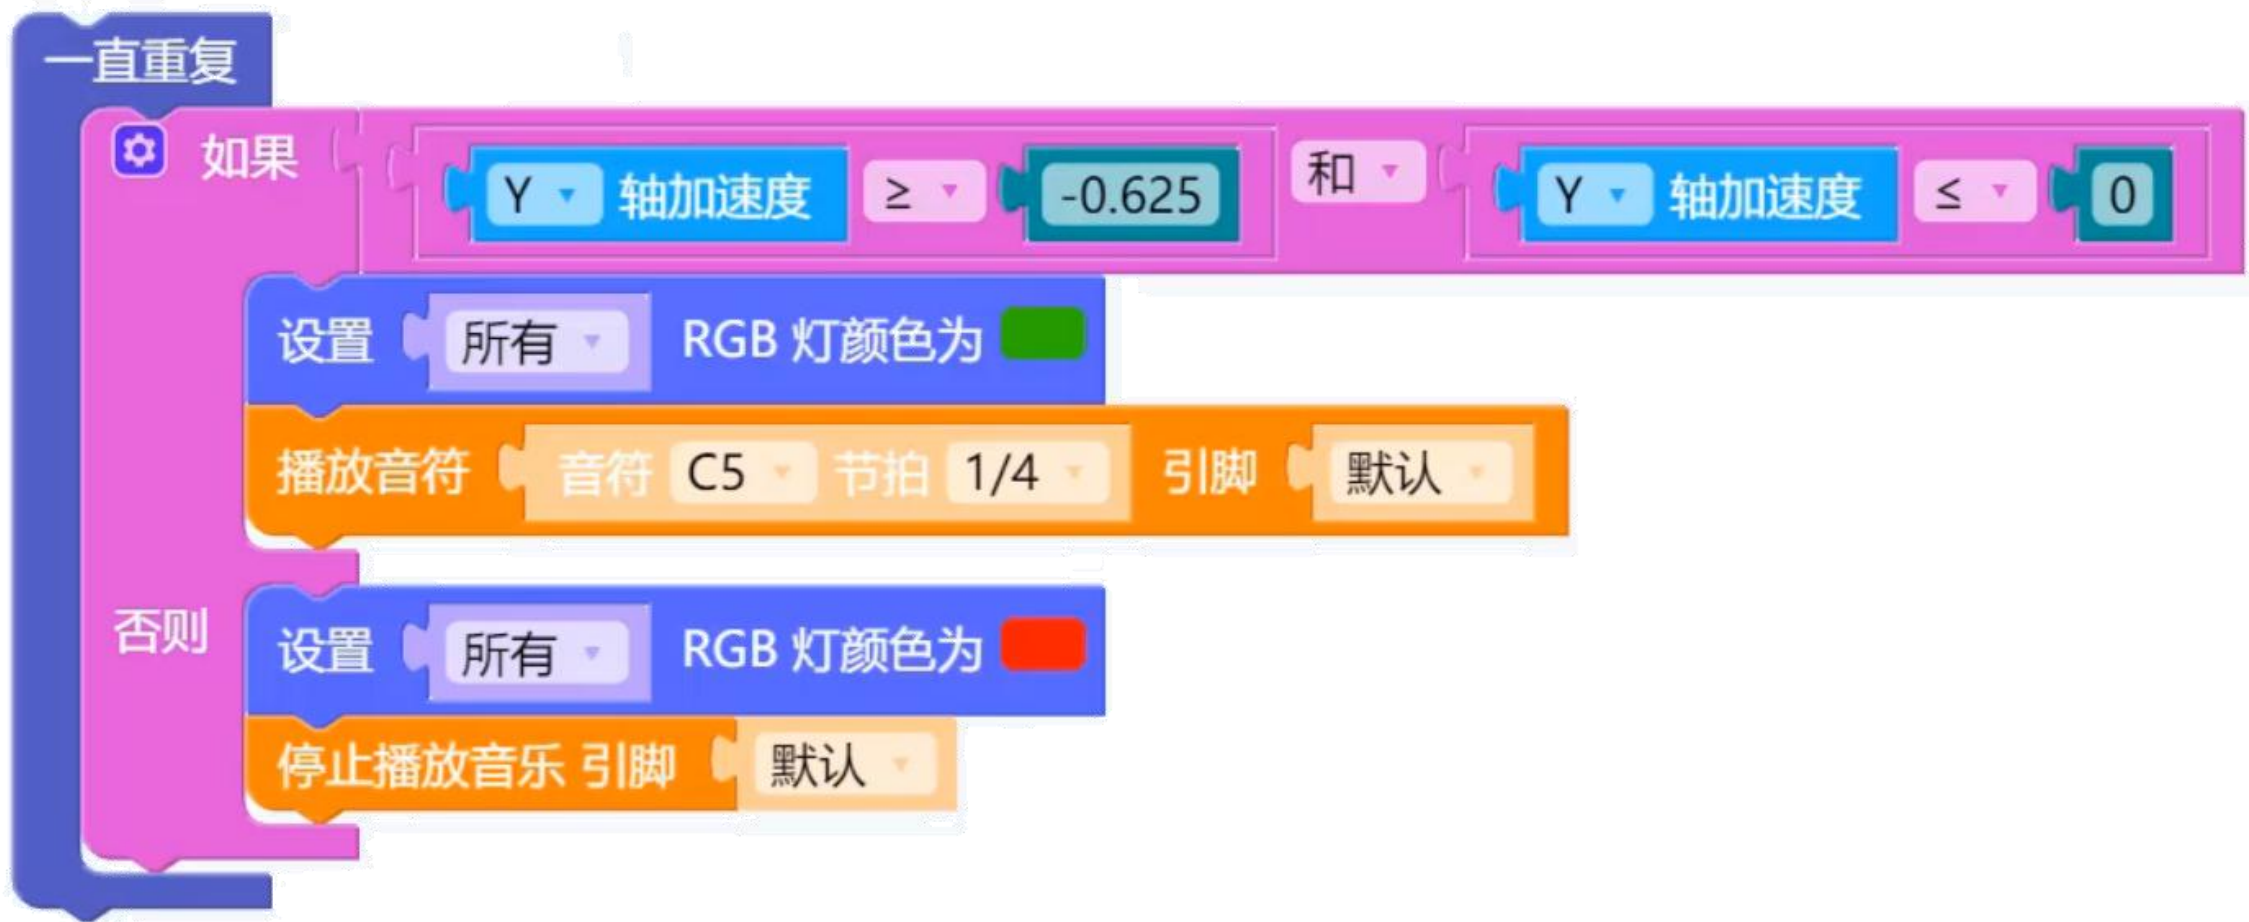 一直重复
如果 Y 轴加速度 ≥ -0.625 和 Y 轴加速度 ≤ 0
设置 所有 RGB 灯颜色为
播放音符 音符 C5 节拍 1/4 引脚 默认
否则 设置 所有 RGB 灯颜色为
停止播放音乐 引脚 默认